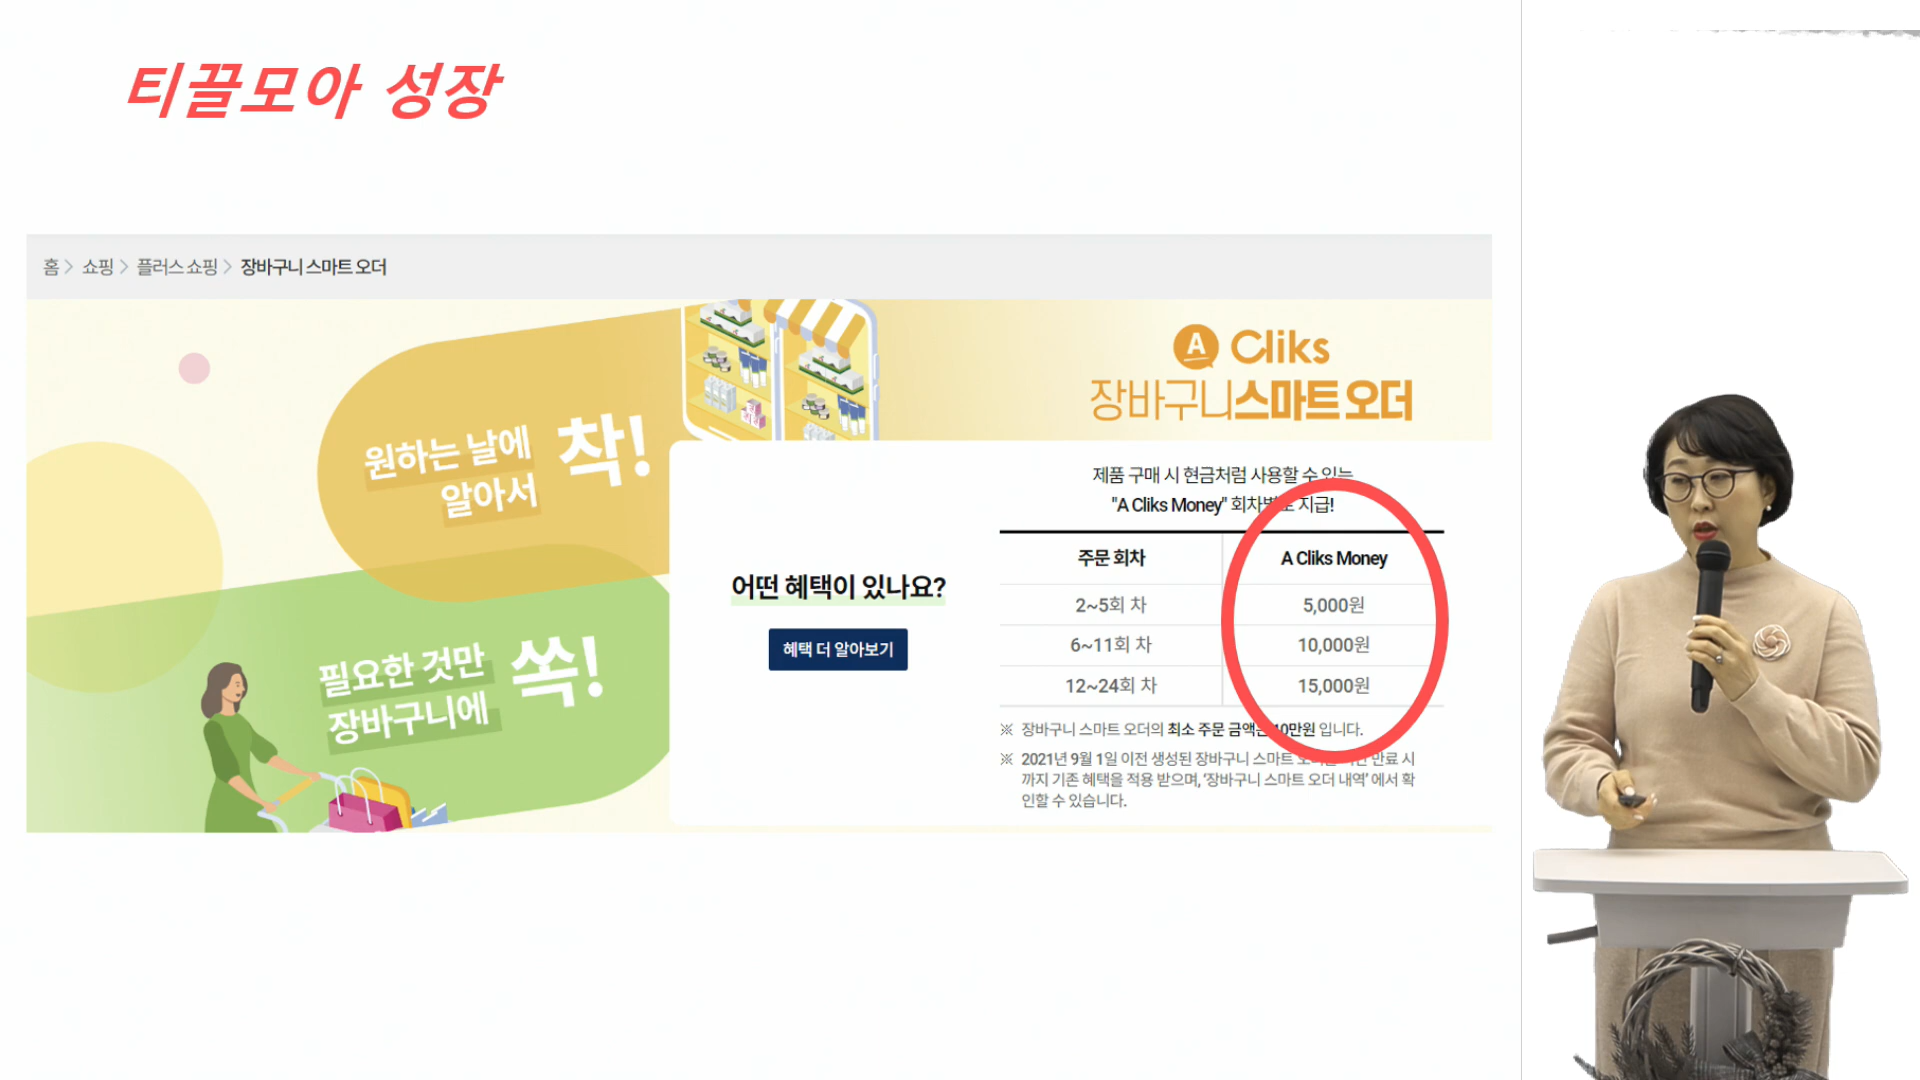 티끌모아 성장
홈 > 쇼핑 > 플러스 쇼핑 > 장바구니 스마트 오더
원하는 날에
알아서
착!
필요한 것만
장바구니에
쏙!
A Cliks
장바구니스마트오더
어떤 혜택이 있나요?
혜택 더 알아보기
제품 구매 시 현금처럼 사용할 수 있는
"A Cliks Money" 회차별로 지급!
주문 회차 A Cliks Money
2~5회 차 5,000원
6~11회 차 10,000원
12~24회 차 15,000원
※ 장바구니 스마트 오더의 최소 주문 금액은 10만원 입니다.
※ 2021년 9월 1일 이전 생성된 장바구니 스마트 만료 시
까지 기존 혜택을 적용 받으며, '장바구니 스마트 오더 내역' 에서 확
인할 수 있습니다.